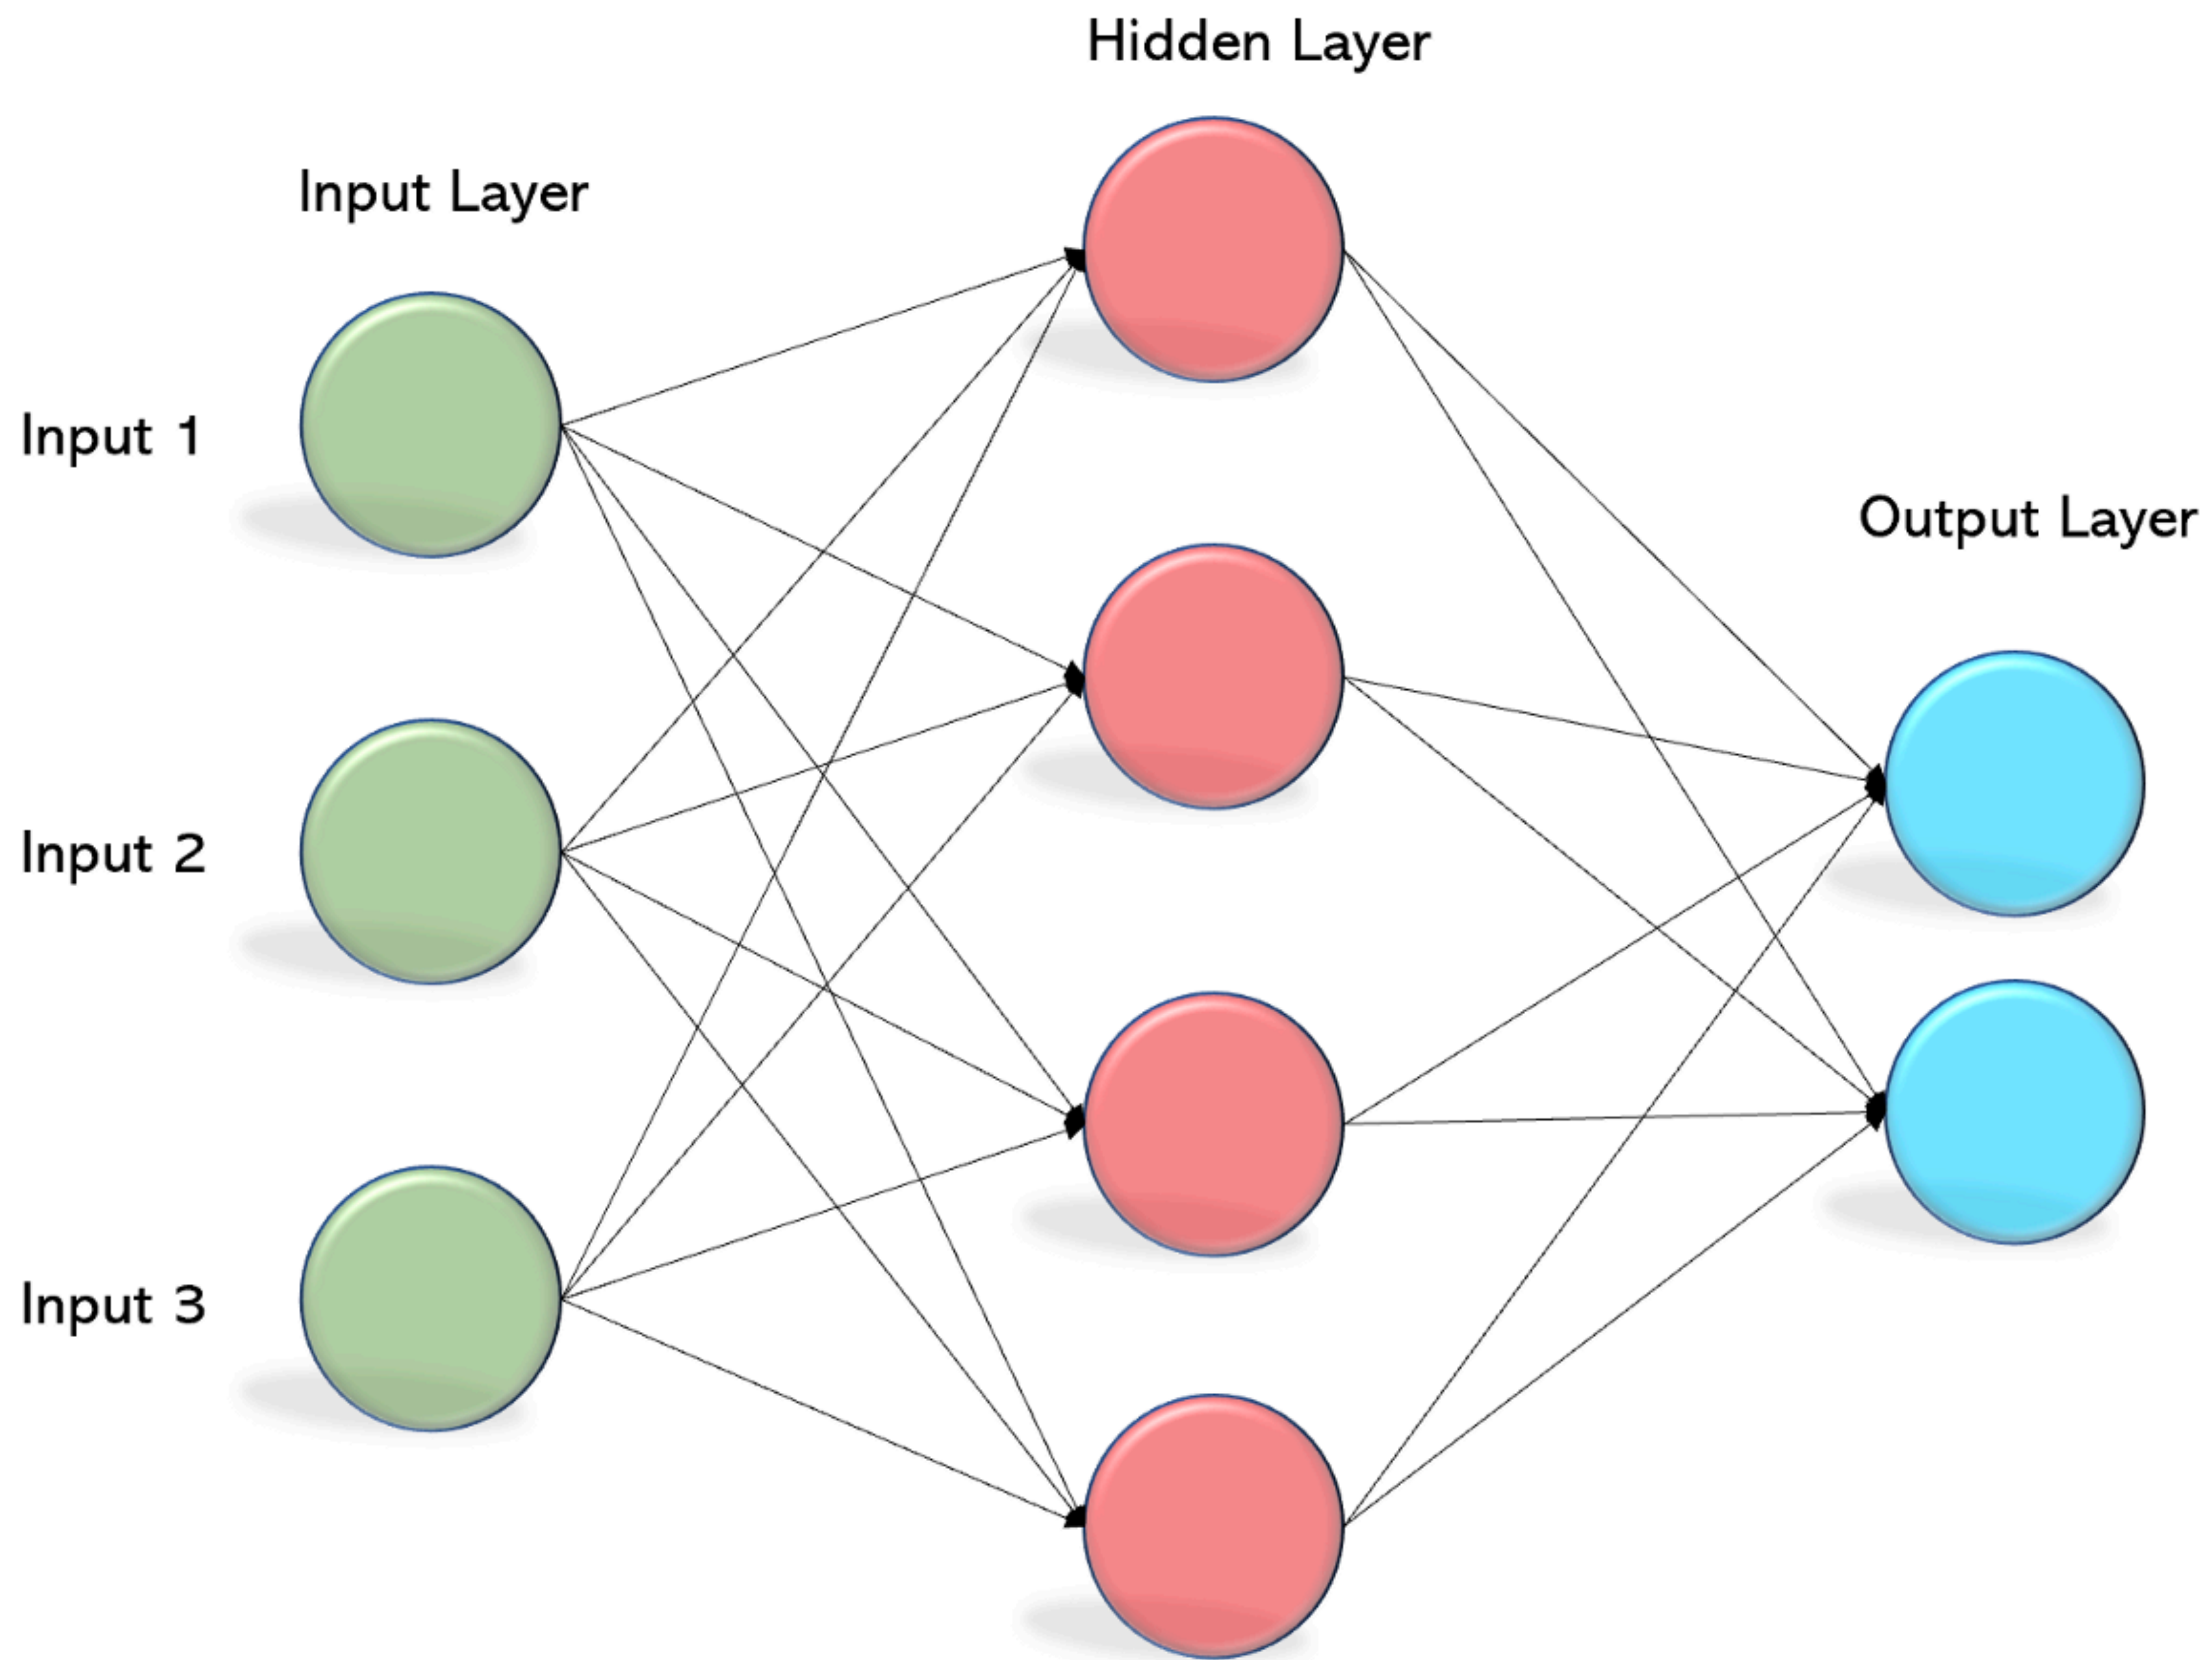 Hidden Layer
Input Layer
Input 1
Output Layer
Input 2
Input 3